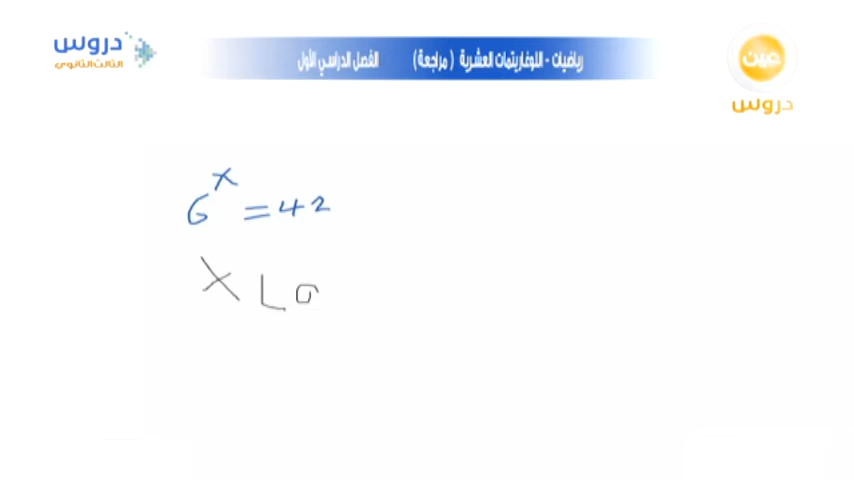 دروس
الثالث الثانوي
رياضيات - اللوغاريتمات العشرية ( مراجعة ) الفصل الدراسي الأول
عين
دروس
6^x = 42
X Lo